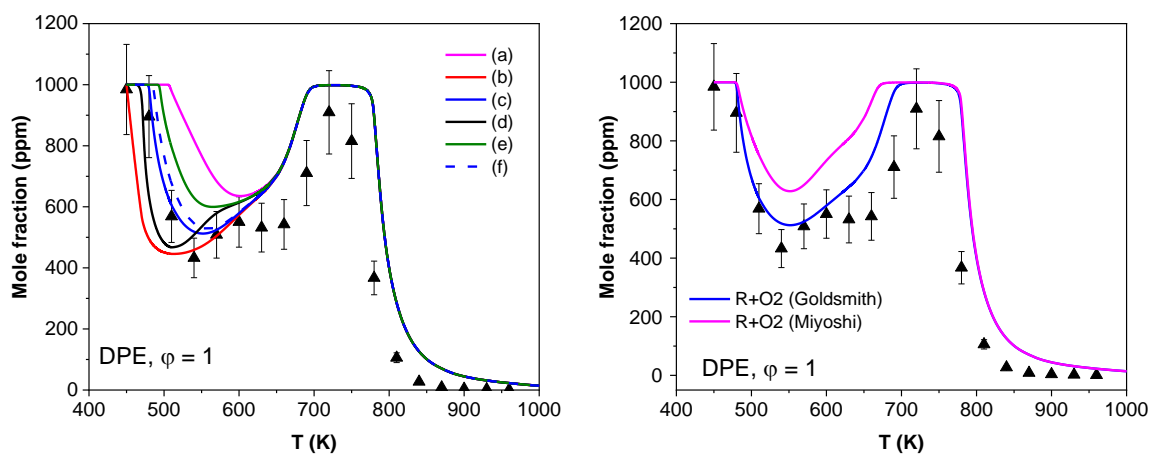 1200
1000
800
600
400
200
0
Mole fraction (ppm)
400 500 600 700 800 900 1000
T (K)
(a)
(b)
(c)
(d)
(e)
(f)
DPE, φ = 1
1200
1000
800
600
400
200
0
Mole fraction (ppm)
400 500 600 700 800 900 1000
T (K)
R+O2 (Goldsmith)
R+O2 (Miyoshi)
DPE, φ = 1